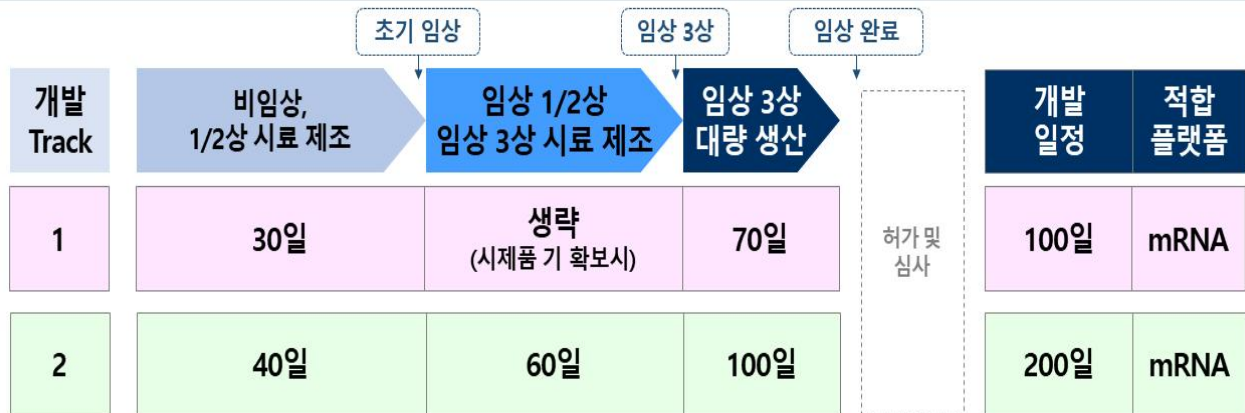 초기 임상
임상 3상
임상 완료
개발
Track
비임상,
1/2상 시료 제조
임상 1/2상
임상 3상 시료 제조
임상 3상
대량 생산
개발
일정
적합
플랫폼
1
30일
생략
(시제품 기 확보시)
70일
허가 및
심사
100일
mRNA
2
40일
60일
100일
200일
mRNA